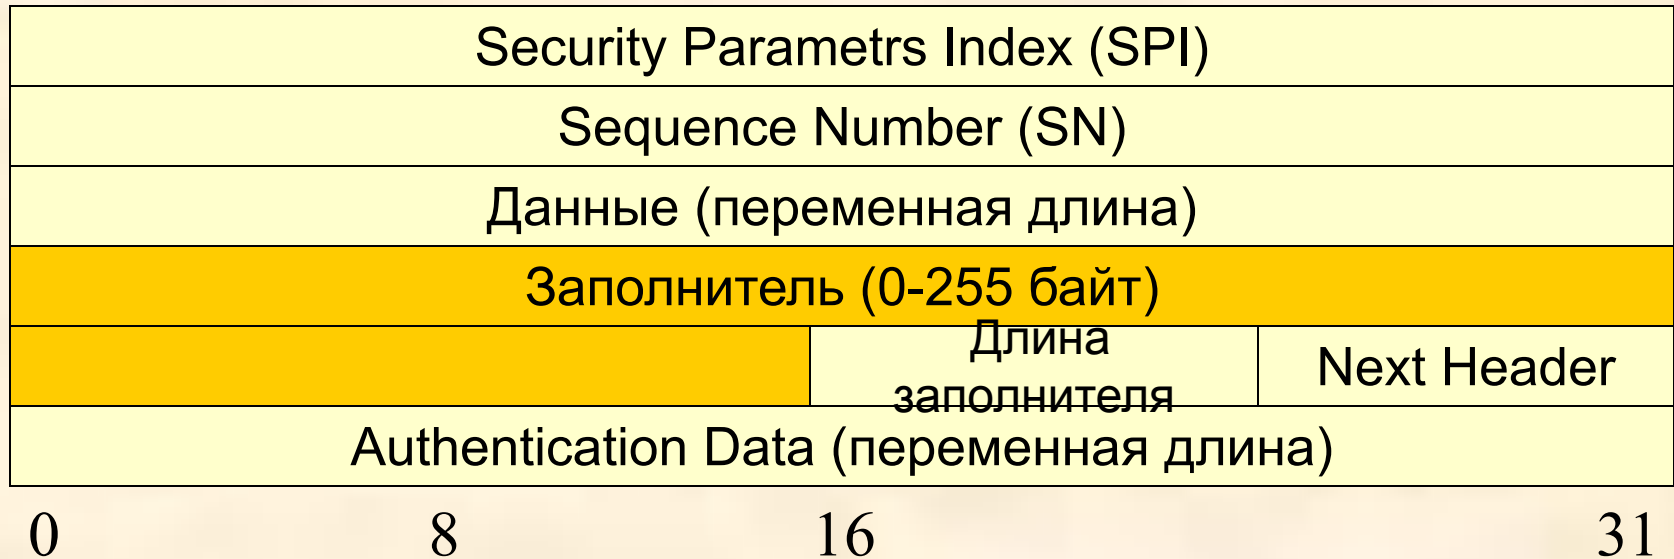 Security Parametrs Index (SPI)
Sequence Number (SN)
Данные (переменная длина)
Заполнитель (0-255 байт)
Длина
заполнителя
Next Header
Authentication Data (переменная длина)
0 8 16 31